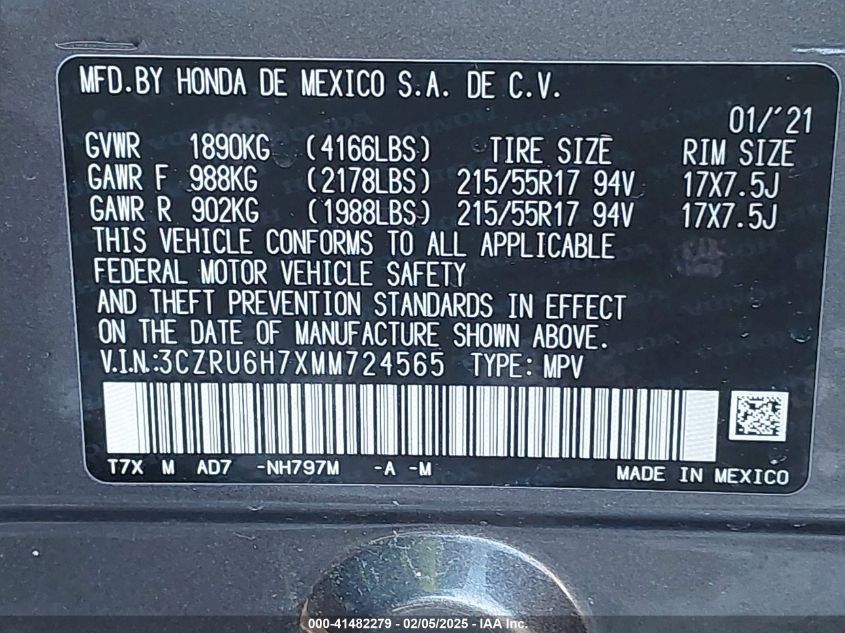 MFD.BY HONDA DE MEXICO S.A. DE C.V.
01/'21
GVWR 1890KG (4166LBS) TIRE SIZE RIM SIZE
GAWR F 988KG (2178LBS) 215/55R17 94V 17X7.5J
GAWR R 902KG (1988LBS) 215/55R17 94V 17X7.5J
THIS VEHICLE CONFORMS TO ALL APPLICABLE
FEDERAL MOTOR VEHICLE SAFETY
AND THEFT PREVENTION STANDARDS IN EFFECT
ON THE DATE OF MANUFACTURE SHOWN ABOVE.
V.I.N.:3CZRU6H7XMM724565 TYPE: MPV
T7X M AD7 -NH797M -A -M MADE IN MEXICO
000-41482279 - 02/05/2025 - IAA Inc.